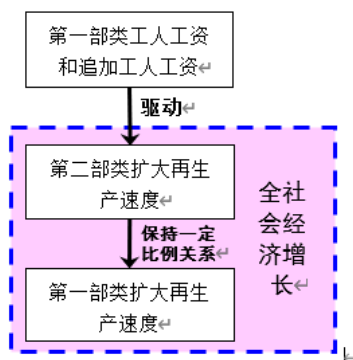 第一部类工人工资
和追加工人工资
驱动
第二部类扩大再生
产速度
保持一定
比例关系
第一部类扩大再生
产速度
全社
会经
济增
长